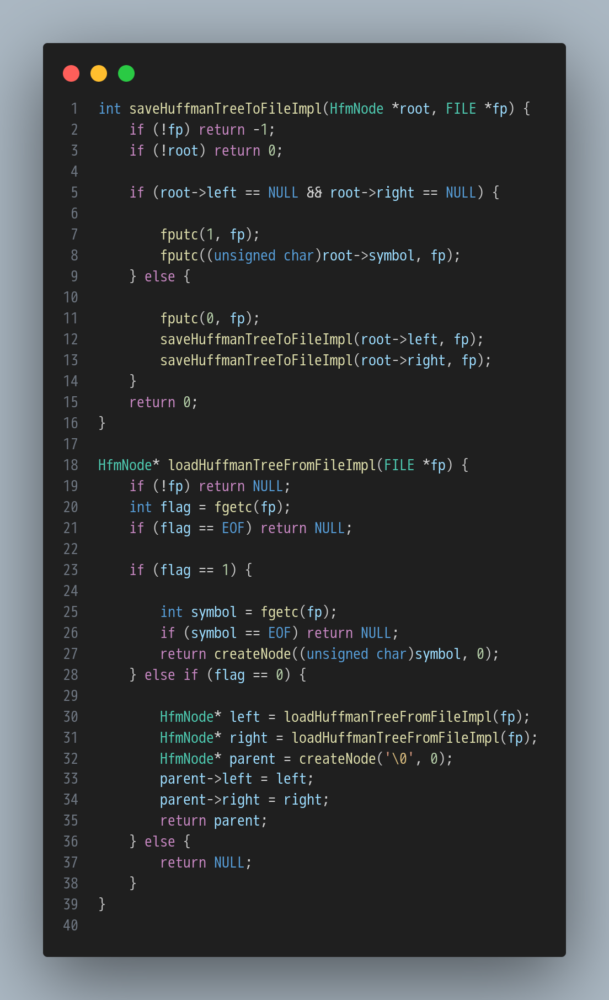 1 int saveHuffmanTreeToFileImpl(HfmNode *root, FILE *fp) {
2     if (!fp) return -1;
3     if (!root) return 0;
4
5     if (root->left == NULL && root->right == NULL) {
6
7         fputc(1, fp);
8         fputc((unsigned char)root->symbol, fp);
9     } else {
10
11         fputc(0, fp);
12         saveHuffmanTreeToFileImpl(root->left, fp);
13         saveHuffmanTreeToFileImpl(root->right, fp);
14     }
15     return 0;
16 }
17
18 HfmNode* loadHuffmanTreeFromFileImpl(FILE *fp) {
19     if (!fp) return NULL;
20     int flag = fgetc(fp);
21     if (flag == EOF) return NULL;
22
23     if (flag == 1) {
24
25         int symbol = fgetc(fp);
26         if (symbol == EOF) return NULL;
27         return createNode((unsigned char)symbol, 0);
28     } else if (flag == 0) {
29
30         HfmNode* left = loadHuffmanTreeFromFileImpl(fp);
31         HfmNode* right = loadHuffmanTreeFromFileImpl(fp);
32         HfmNode* parent = createNode('\0', 0);
33         parent->left = left;
34         parent->right = right;
35         return parent;
36     } else {
37         return NULL;
38     }
39 }
40